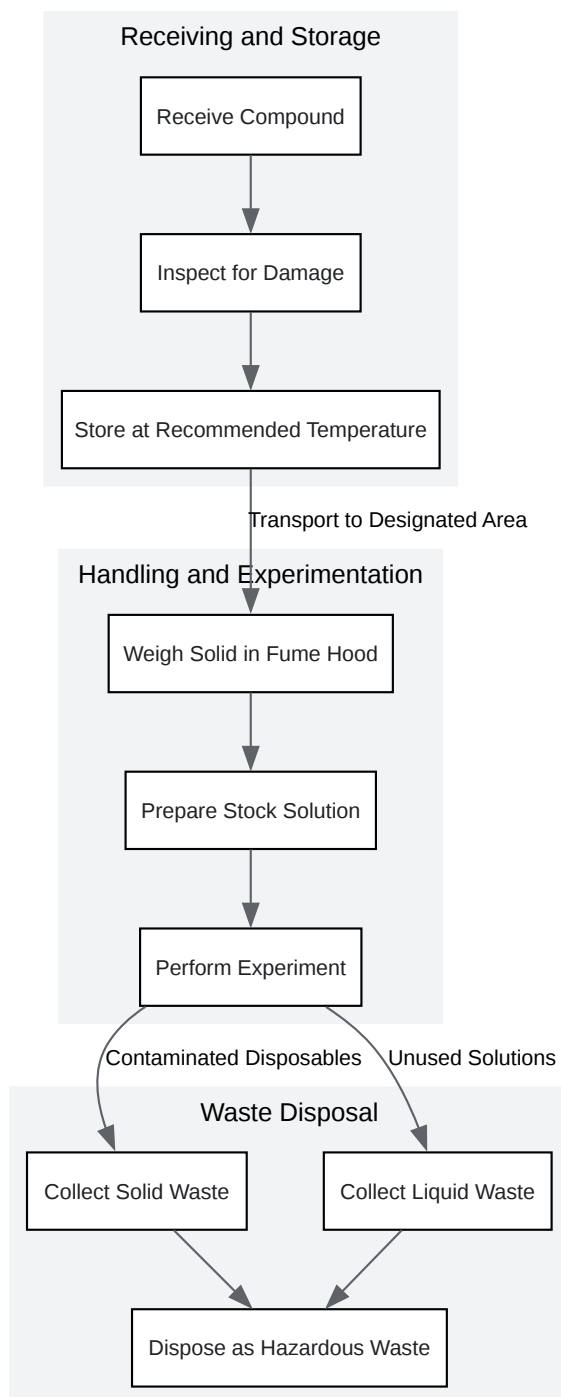 Receiving and Storage
Receive Compound
Inspect for Damage
Store at Recommended Temperature
Transport to Designated Area
Handling and Experimentation
Weigh Solid in Fume Hood
Prepare Stock Solution
Perform Experiment
Contaminated Disposables
Unused Solutions
Waste Disposal
Collect Solid Waste
Collect Liquid Waste
Dispose as Hazardous Waste